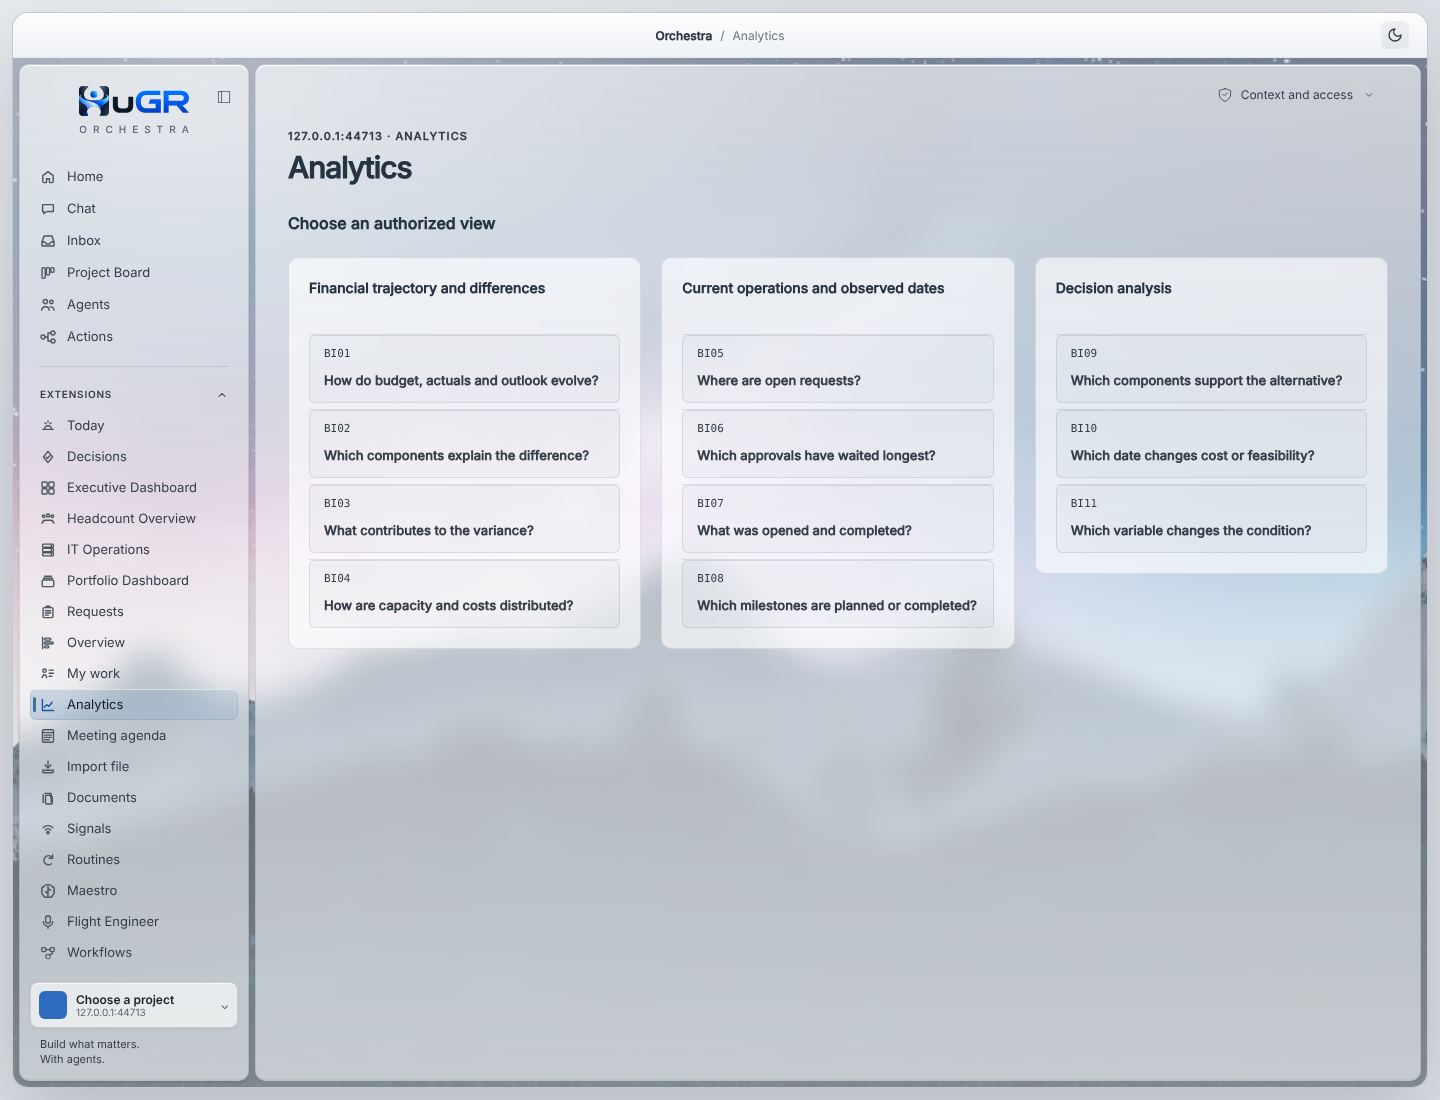 Orchestra / Analytics
HuGR
ORCHESTRA
Home
Chat
Inbox
Project Board
Agents
Actions
EXTENSIONS
Today
Decisions
Executive Dashboard
Headcount Overview
IT Operations
Portfolio Dashboard
Requests
Overview
My work
Analytics
Meeting agenda
Import file
Documents
Signals
Routines
Maestro
Flight Engineer
Workflows
Choose a project
127.0.0.1:44713
Build what matters.
With agents.
Context and access
127.0.0.1:44713 · ANALYTICS
Analytics
Choose an authorized view
Financial trajectory and differences
BI01
How do budget, actuals and outlook evolve?
BI02
Which components explain the difference?
BI03
What contributes to the variance?
BI04
How are capacity and costs distributed?
Current operations and observed dates
BI05
Where are open requests?
BI06
Which approvals have waited longest?
BI07
What was opened and completed?
BI08
Which milestones are planned or completed?
Decision analysis
BI09
Which components support the alternative?
BI10
Which date changes cost or feasibility?
BI11
Which variable changes the condition?